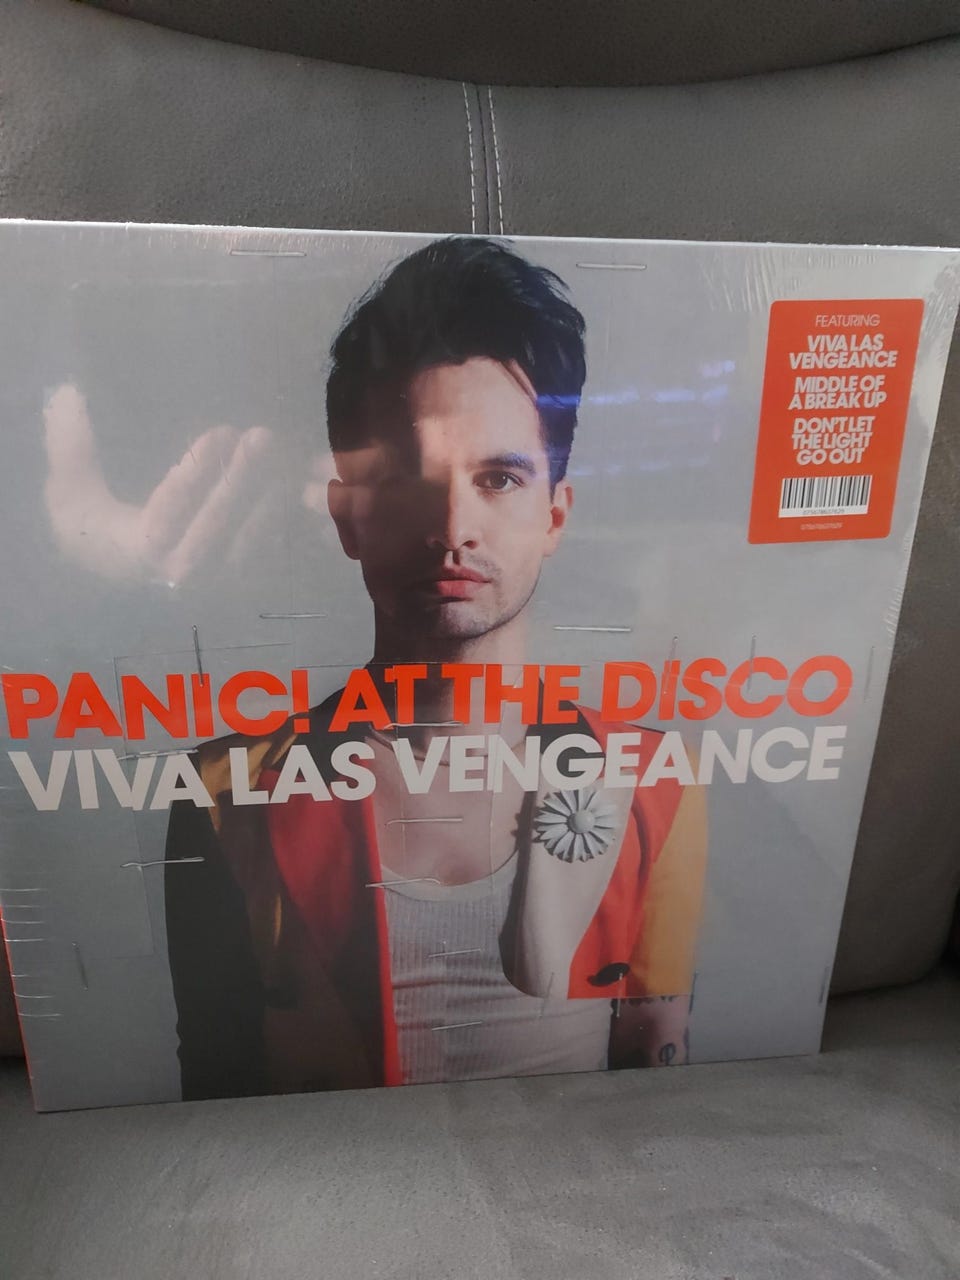 FEATURING
VIVA LAS
VENGEANCE
MIDDLE OF
A BREAK UP
DON'T LET
THE LIGHT
GO OUT
PANIC! AT THE DISCO
VIVA LAS VENGEANCE